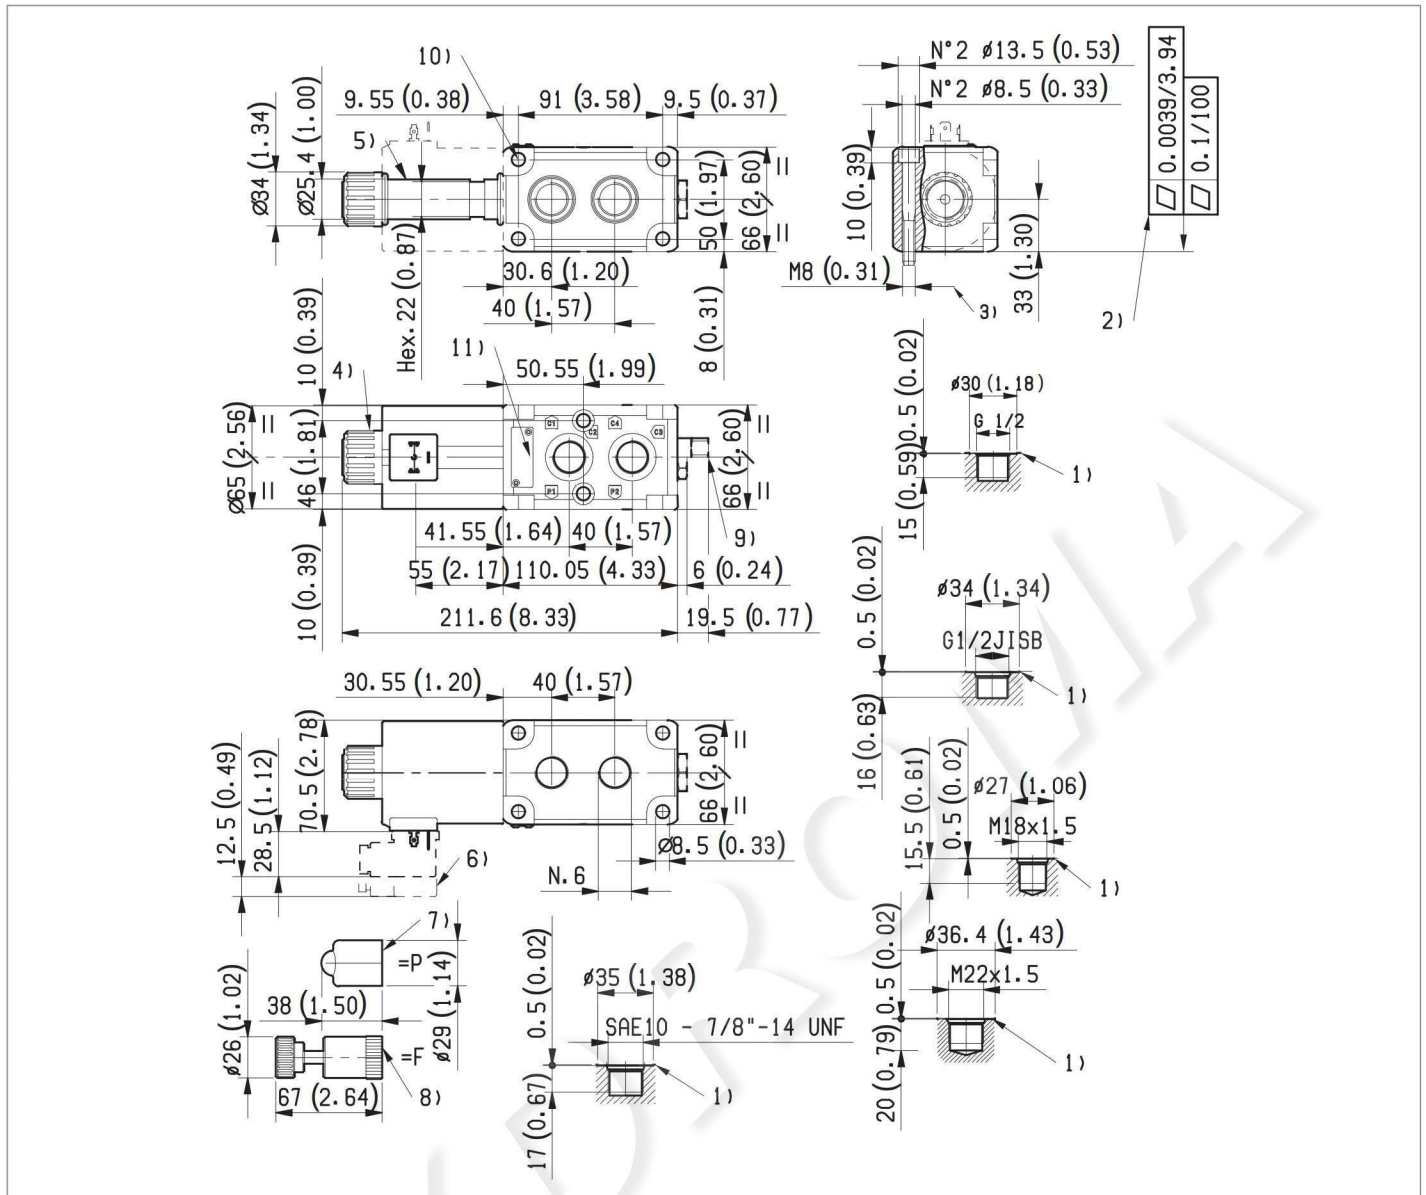 10)
N°2 ø13.5 (0.53)
N°2 ø8.5 (0.33)
0.0039/3.94
0.1/100
9.55 (0.38)
91 (3.58)
9.5 (0.37)
5)
Ø34 (1.34)
Ø25.4 (1.00)
Hex.22 (0.87)
50 (1.97)
66 (2.60)
10 (0.39)
33 (1.30)
30.6 (1.20)
40 (1.57)
8 (0.31)
M8 (0.31)
3)
2)
10 (0.39)
4)
11)
50.55 (1.99)
Ø65 (2.56)
46 (1.81)
10 (0.39)
C1
C2
C4
C3
P1
P2
66 (2.60)
41.55 (1.64)
40 (1.57)
9)
55 (2.17)
110.05 (4.33)
6 (0.24)
211.6 (8.33)
19.5 (0.77)
0.5 (0.02)
15 (0.59)
ø30 (1.18)
G 1/2
1)
0.5 (0.02)
16 (0.63)
ø34 (1.34)
G1/2JISB
1)
30.55 (1.20)
40 (1.57)
70.5 (2.78)
28.5 (1.12)
12.5 (0.49)
66 (2.60)
Ø8.5 (0.33)
N.6
6)
15.5 (0.61)
0.5 (0.02)
ø27 (1.06)
M18x1.5
1)
7)
=P
38 (1.50)
ø29 (1.14)
Ø26 (1.02)
=F
67 (2.64)
8)
0.5 (0.02)
17 (0.67)
ø35 (1.38)
SAE10 - 7/8"-14 UNF
1)
0.5 (0.02)
20 (0.79)
ø36.4 (1.43)
M22x1.5
1)
ROMA